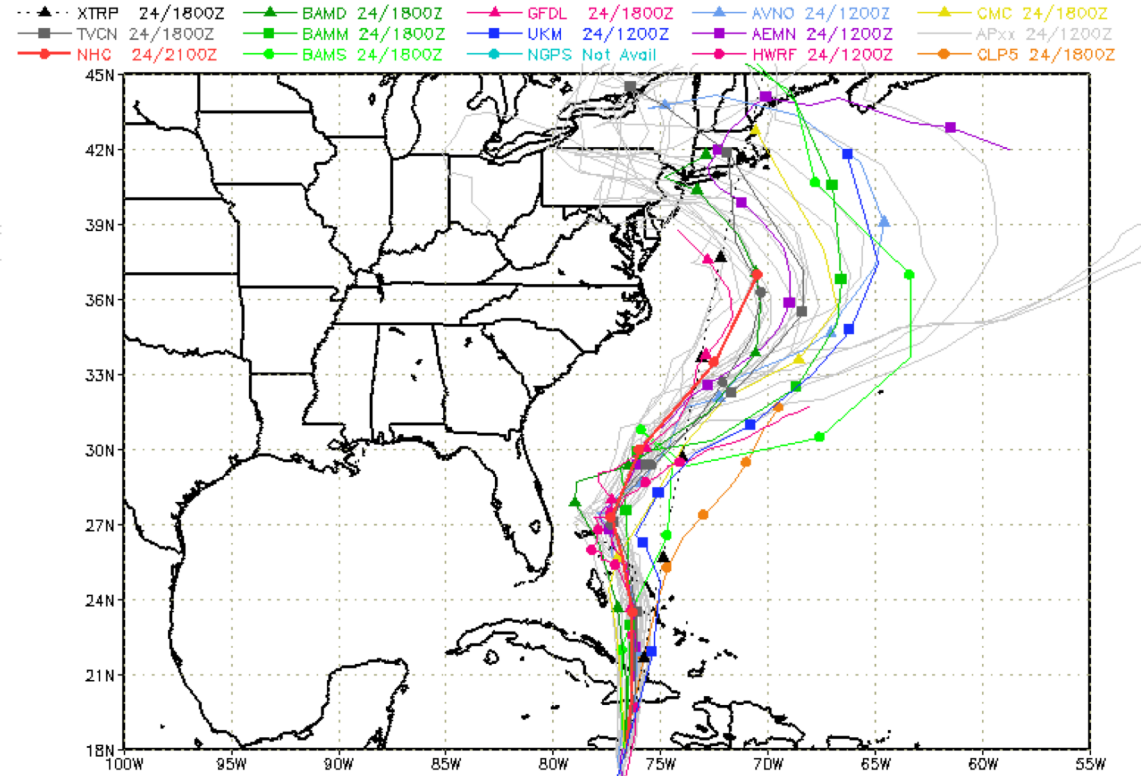 XTRP 24/1800Z BAMD 24/1800Z GFDL 24/1800Z AVNO 24/1200Z CMC 24/1800Z
TVCN 24/1800Z BAMM 24/1800Z UKM 24/1200Z AEMN 24/1200Z APxx 24/1200Z
NHC 24/2100Z BAMS 24/1800Z NGPS Not Avail HWRF 24/1200Z CLP5 24/1800Z
45N
42N
39N
36N
33N
30N
27N
24N
21N
18N
100W 95W 90W 85W 80W 75W 70W 65W 60W 55W